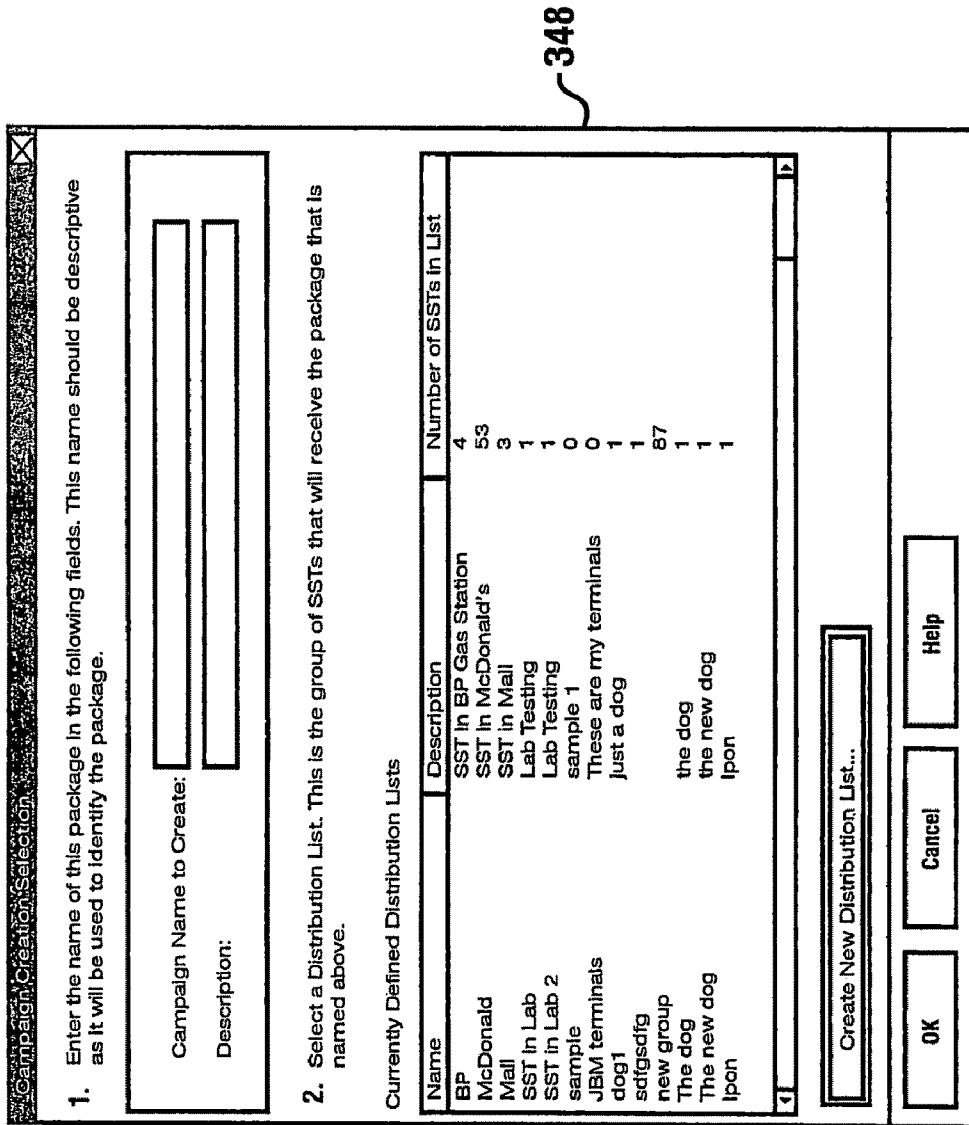 Campaign Creation Selection
1. Enter the name of this package in the following fields. This name should be descriptive
as it will be used to identify the package.
Campaign Name to Create:
Description:
2. Select a Distribution List. This is the group of SSTs that will receive the package that is
named above.
Currently Defined Distribution Lists
Name Description Number of SSTs in List
BP SST in BP Gas Station 4
McDonald SST in McDonald's 53
Mall SST in Mall 3
SST in Lab Lab Testing 1
SST in Lab 2 Lab Testing 1
sample sample 1 0
JBM terminals These are my terminals 0
dog1 just a dog 1
sdfgsdfg 1
new group 87
The dog the dog 1
The new dog the new dog 1
lpon lpon 1
Create New Distribution List...
OK Cancel Help
348